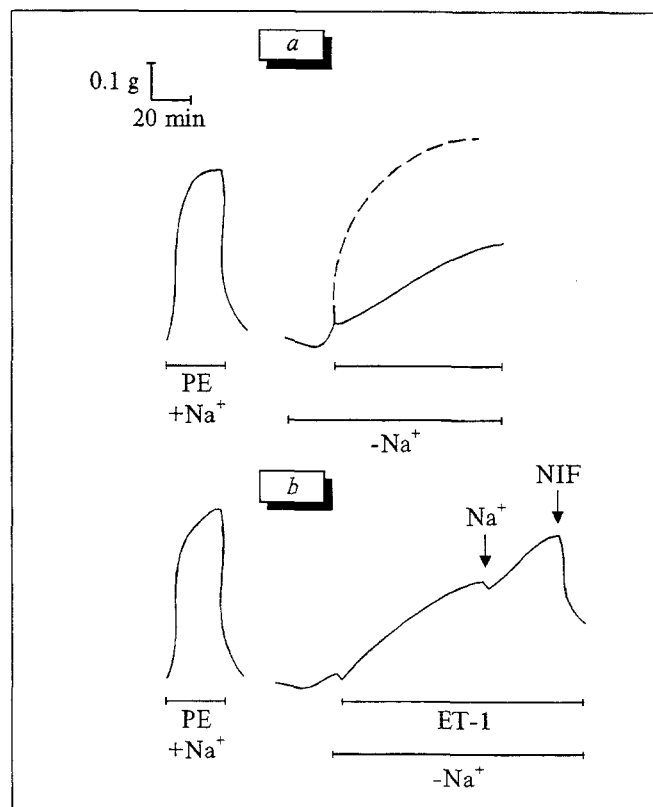 a
0.1 g
20 min
PE
+Na⁺
-Na⁺
b
NIF
Na⁺
PE
+Na⁺
ET-1
-Na⁺